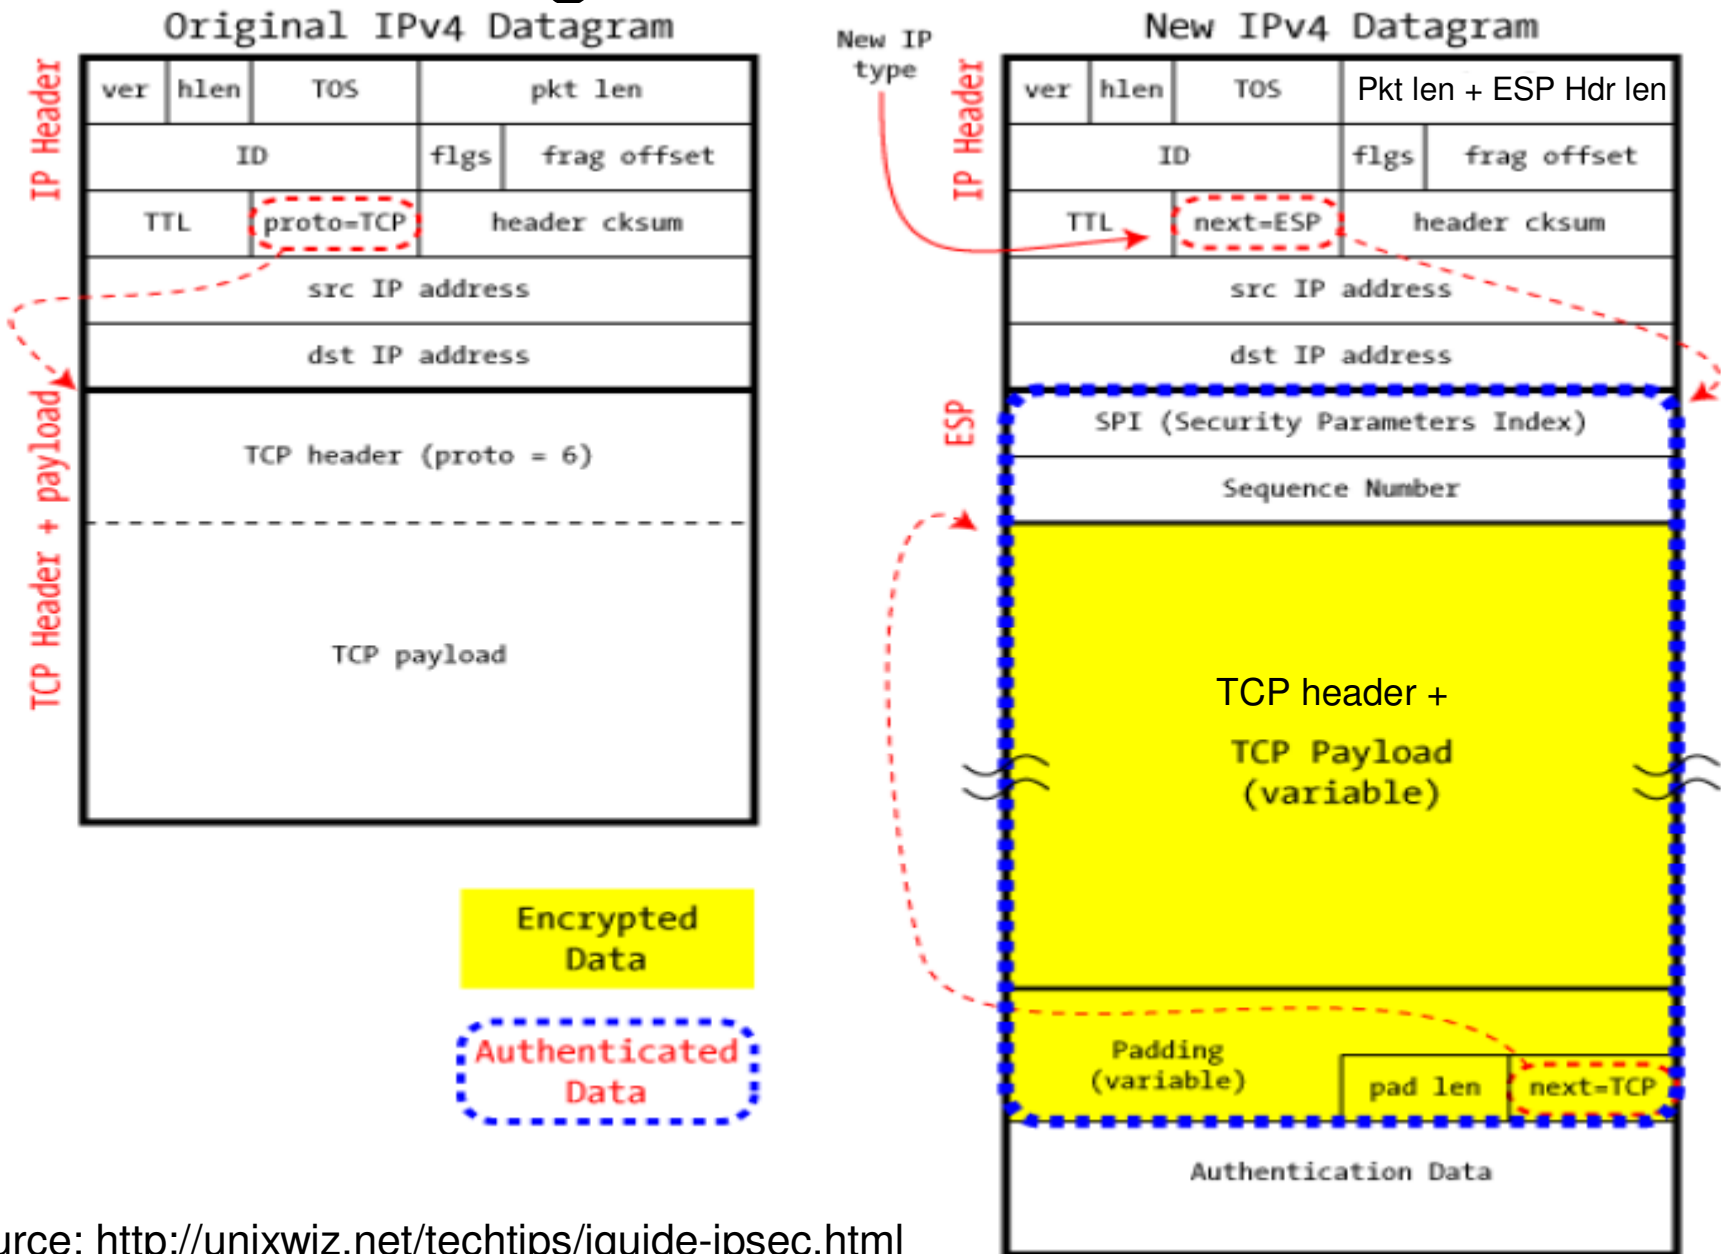 Original IPv4 Datagram
IP Header
ver hlen TOS pkt len
ID flgs frag offset
TTL proto=TCP header cksum
src IP address
dst IP address
TCP Header + payload
TCP header (proto = 6)
TCP payload
Encrypted
Data
Authenticated
Data
New IP
type
New IPv4 Datagram
IP Header
ver hlen TOS Pkt len + ESP Hdr len
ID flgs frag offset
TTL next=ESP header cksum
src IP address
dst IP address
ESP
SPI (Security Parameters Index)
Sequence Number
TCP header +
TCP Payload
(variable)
Padding
(variable)
pad len next=TCP
Authentication Data
urce: http://unixwiz.net/techtips/iguide-ipsec.html